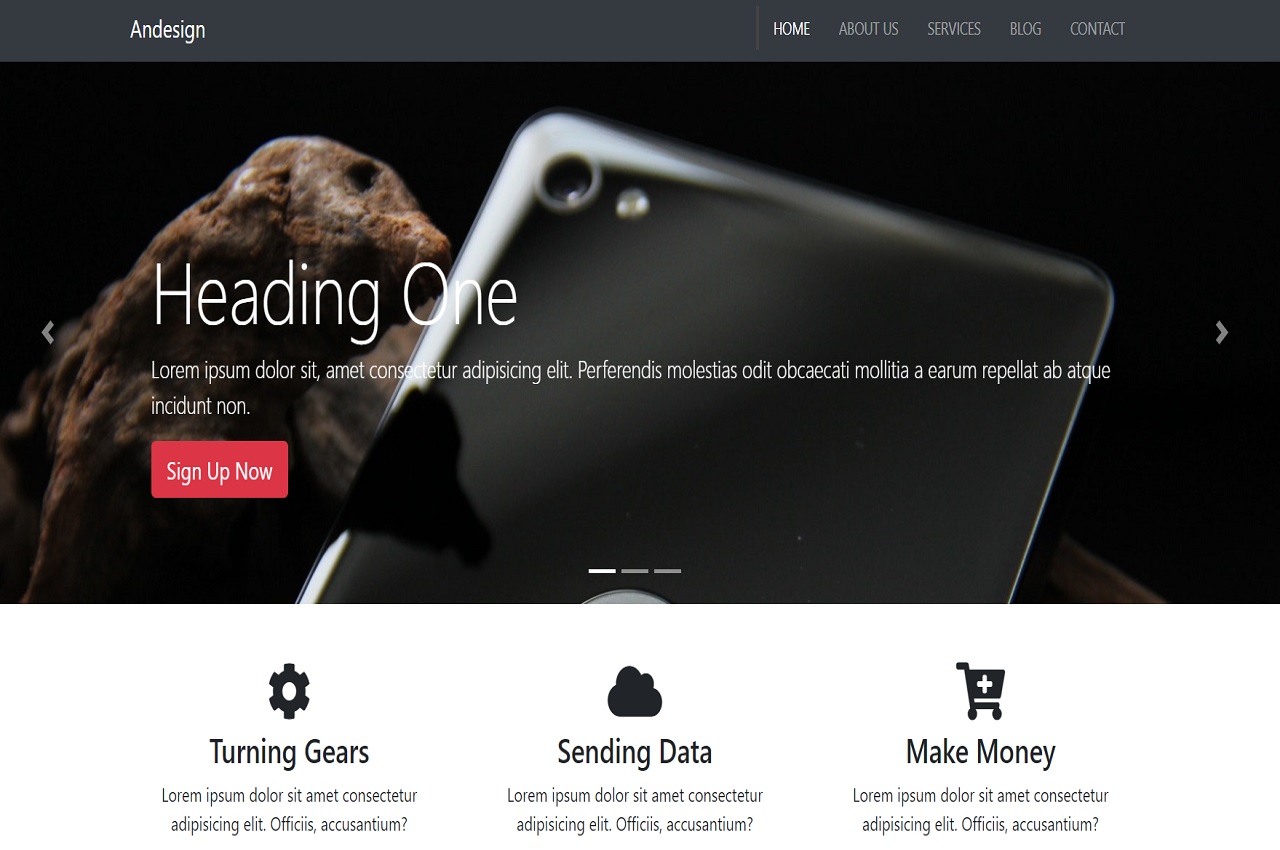 Andesign
HOME ABOUT US SERVICES BLOG CONTACT
Heading One
Lorem ipsum dolor sit, amet consectetur adipisicing elit. Perferendis molestias odit obcaecati mollitia a earum repellat ab atque
incidunt non.
Sign Up Now
Turning Gears
Lorem ipsum dolor sit amet consectetur
adipisicing elit. Officiis, accusantium?
Sending Data
Lorem ipsum dolor sit amet consectetur
adipisicing elit. Officiis, accusantium?
Make Money
Lorem ipsum dolor sit amet consectetur
adipisicing elit. Officiis, accusantium?